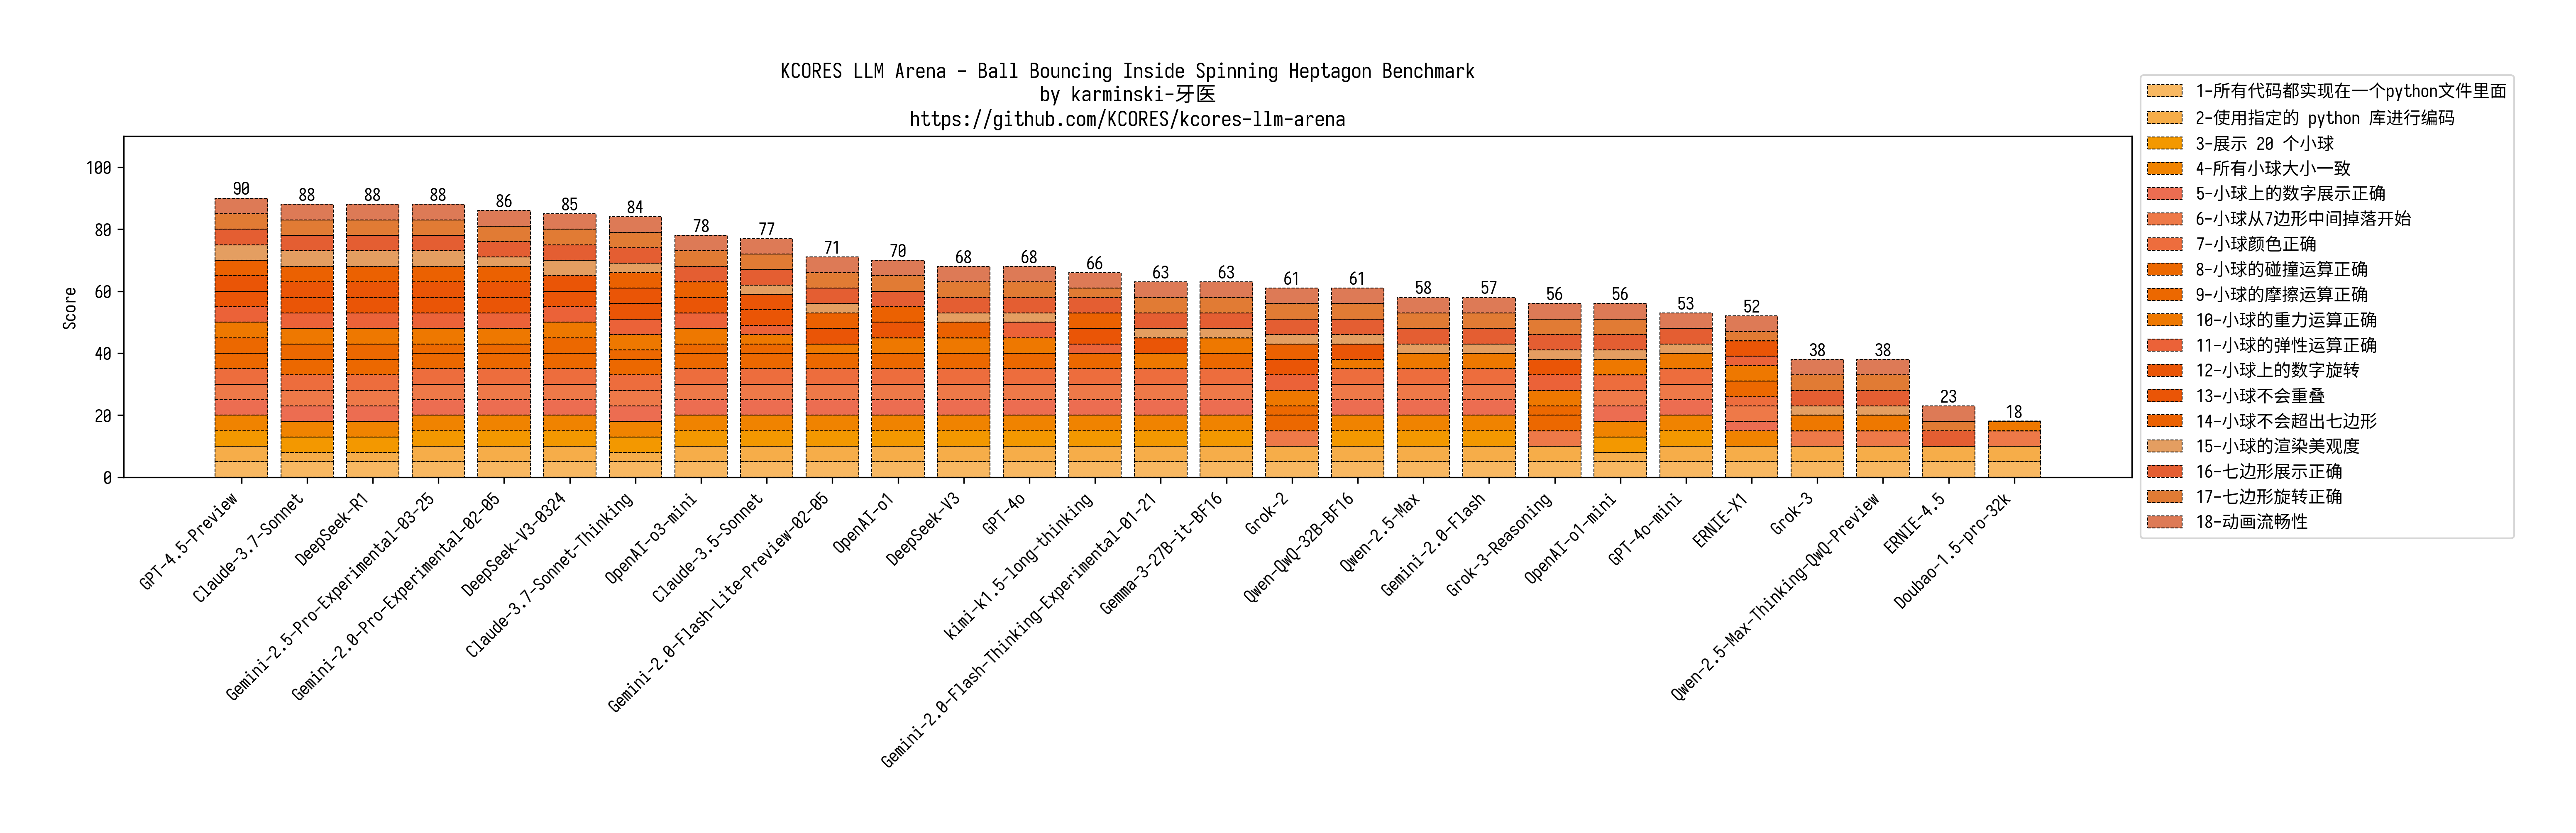 KCORES LLM Arena - Ball Bouncing Inside Spinning Heptagon Benchmark
by karminski-牙医
https://github.com/KCORES/kcores-llm-arena
Score
100
80
60
40
20
0
90
88
88
88
86
85
84
78
77
71
70
68
68
66
63
63
61
61
58
57
56
56
53
52
38
38
23
18
GPT-4.5-Preview
Claude-3.7-Sonnet
DeepSeek-R1
Gemini-2.5-Pro-Experimental-03-25
Gemini-2.0-Pro-Experimental-02-05
DeepSeek-V3-0324
Claude-3.7-Sonnet-Thinking
OpenAI-o3-mini
Claude-3.5-Sonnet
Gemini-2.0-Flash-Lite-Preview-02-05
OpenAI-o1
DeepSeek-V3
GPT-4o
kimi-k1.5-long-thinking
Gemini-2.0-Flash-Thinking-Experimental-01-21
Gemma-3-27B-it-BF16
Grok-2
Qwen-QwQ-32B-BF16
Qwen-2.5-Max
Gemini-2.0-Flash
Grok-3-Reasoning
OpenAI-o1-mini
GPT-4o-mini
ERNIE-X1
Grok-3
Qwen-2.5-Max-Thinking-QwQ-Preview
ERNIE-4.5
Doubao-1.5-pro-32k
1-所有代码都实现在一个python文件里面
2-使用指定的 python 库进行编码
3-展示 20 个小球
4-所有小球大小一致
5-小球上的数字展示正确
6-小球从7边形中间掉落开始
7-小球颜色正确
8-小球的碰撞运算正确
9-小球的摩擦运算正确
10-小球的重力运算正确
11-小球的弹性运算正确
12-小球上的数字旋转
13-小球不会重叠
14-小球不会超出七边形
15-小球的渲染美观度
16-七边形展示正确
17-七边形旋转正确
18-动画流畅性